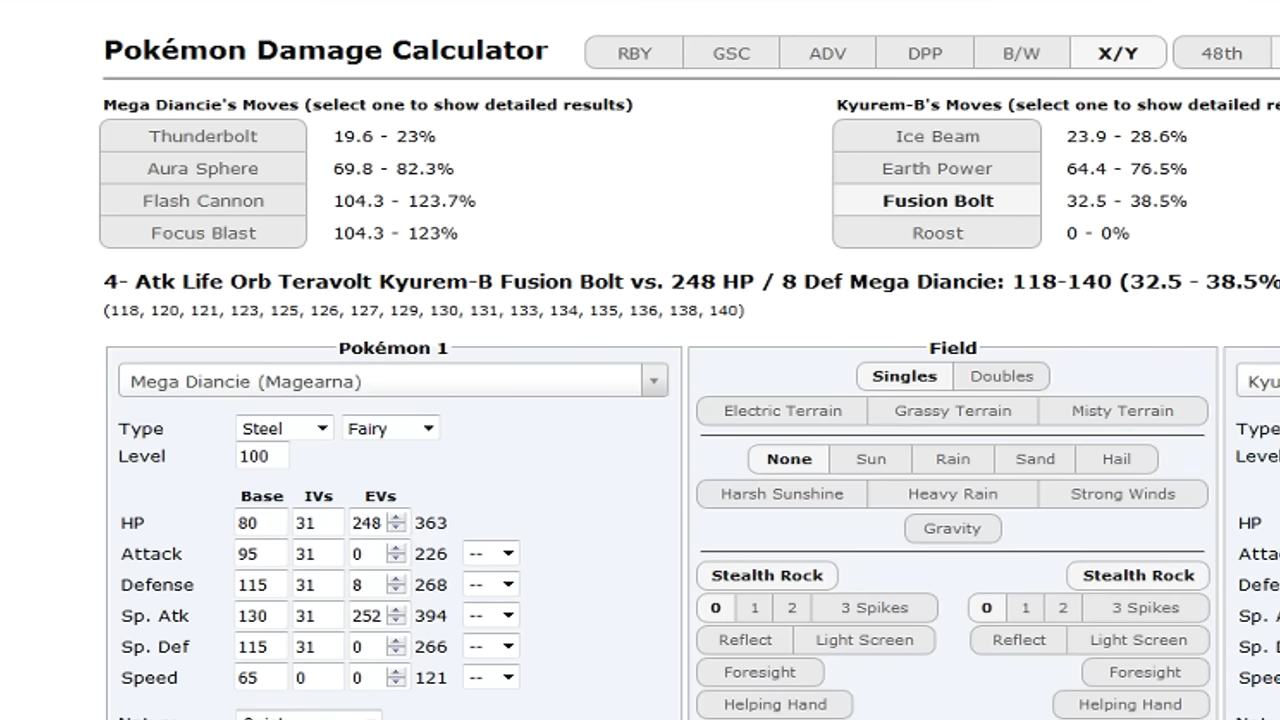 Pokémon Damage Calculator RBY GSC ADV DPP B/W X/Y 48th
Mega Diancie's Moves (select one to show detailed results) Kyurem-B's Moves (select one to show detailed re
Thunderbolt 19.6 - 23% Ice Beam 23.9 - 28.6%
Aura Sphere 69.8 - 82.3% Earth Power 64.4 - 76.5%
Flash Cannon 104.3 - 123.7% Fusion Bolt 32.5 - 38.5%
Focus Blast 104.3 - 123% Roost 0 - 0%
4- Atk Life Orb Teravolt Kyurem-B Fusion Bolt vs. 248 HP / 8 Def Mega Diancie: 118-140 (32.5 - 38.5%
(118, 120, 121, 123, 125, 126, 127, 129, 130, 131, 133, 134, 135, 136, 138, 140)
Pokémon 1 Field
Mega Diancie (Magearna) Singles Doubles Kyu
Electric Terrain Grassy Terrain Misty Terrain
Type Steel Fairy Type
Level 100 None Sun Rain Sand Hail Level
Base IVs EVs Harsh Sunshine Heavy Rain Strong Winds
HP 80 31 248 363 Gravity HP
Attack 95 31 0 226 -- Atta
Defense 115 31 8 268 -- Stealth Rock Stealth Rock Defe
Sp. Atk 130 31 252 394 -- 0 1 2 3 Spikes 0 1 2 3 Spikes Sp. A
Sp. Def 115 31 0 266 -- Reflect Light Screen Reflect Light Screen Sp. D
Speed 65 0 0 121 -- Foresight Foresight Spee
Helping Hand Helping Hand